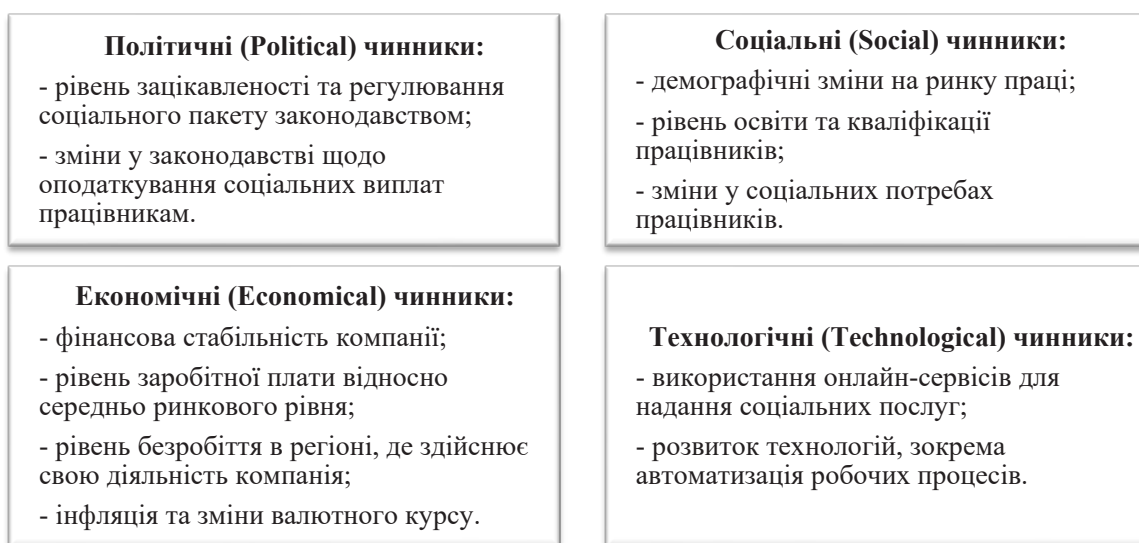 Політичні (Political) чинники:
- рівень зацікавленості та регулювання
соціального пакету законодавством;
- зміни у законодавстві щодо
оподаткування соціальних виплат
працівникам.
Соціальні (Social) чинники:
- демографічні зміни на ринку праці;
- рівень освіти та кваліфікації
працівників;
- зміни у соціальних потребах
працівників.
Економічні (Economical) чинники:
- фінансова стабільність компанії;
- рівень заробітної плати відносно
середньо ринкового рівня;
- рівень безробіття в регіоні, де здійснює
свою діяльність компанія;
- інфляція та зміни валютного курсу.
Технологічні (Technological) чинники:
- використання онлайн-сервісів для
надання соціальних послуг;
- розвиток технологій, зокрема
автоматизація робочих процесів.